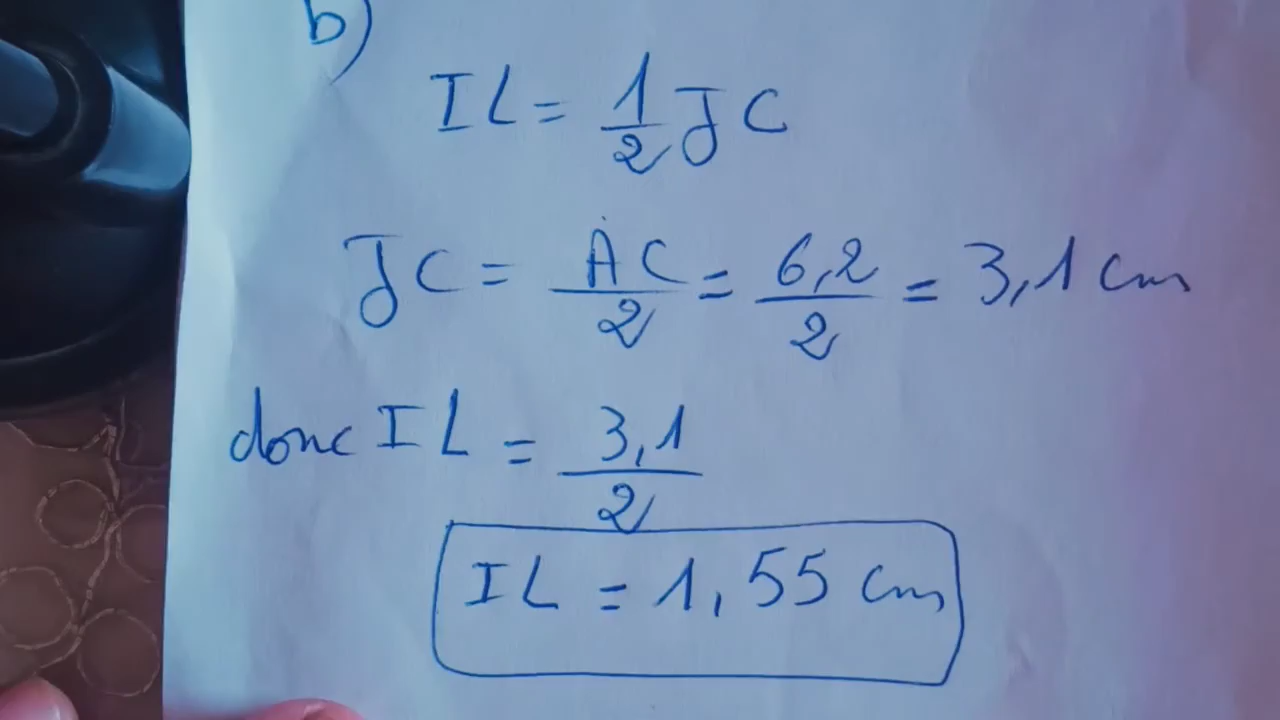 b)
IL = 1/2 JC
JC = AC/2 = 6,2/2 = 3,1 cm
donc IL = 3,1/2
IL = 1,55 cm